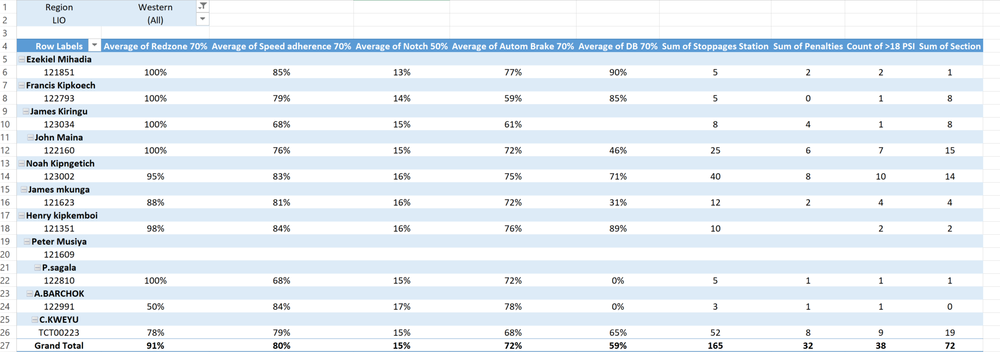 1 Region Western
2 LIO (All)
3
4 Row Labels Average of Redzone 70% Average of Speed adherence 70% Average of Notch 50% Average of Autom Brake 70% Average of DB 70% Sum of Stoppages Station Sum of Penalties Count of >18 PSI Sum of Section
5 Ezekiel Mihadia
6 121851 100% 85% 13% 77% 90% 5 2 2 1
7 Francis Kipkoech
8 122793 100% 79% 14% 59% 85% 5 0 1 8
9 James Kiringu
10 123034 100% 68% 15% 61% 8 4 1 8
11 John Maina
12 122160 100% 76% 15% 72% 46% 25 6 7 15
13 Noah Kipngetich
14 123002 95% 83% 16% 75% 71% 40 8 10 14
15 James mkunga
16 121623 88% 81% 16% 72% 31% 12 2 4 4
17 Henry kipkemboi
18 121351 98% 84% 16% 76% 89% 10 2 2
19 Peter Musiya
20 121609
21 P.sagala
22 122810 100% 68% 15% 72% 0% 5 1 1 1
23 A.BARCHOK
24 122991 50% 84% 17% 78% 0% 3 1 1 0
25 C.KWEYU
26 TCT00223 78% 79% 15% 68% 65% 52 8 9 19
27 Grand Total 91% 80% 15% 72% 59% 165 32 38 72